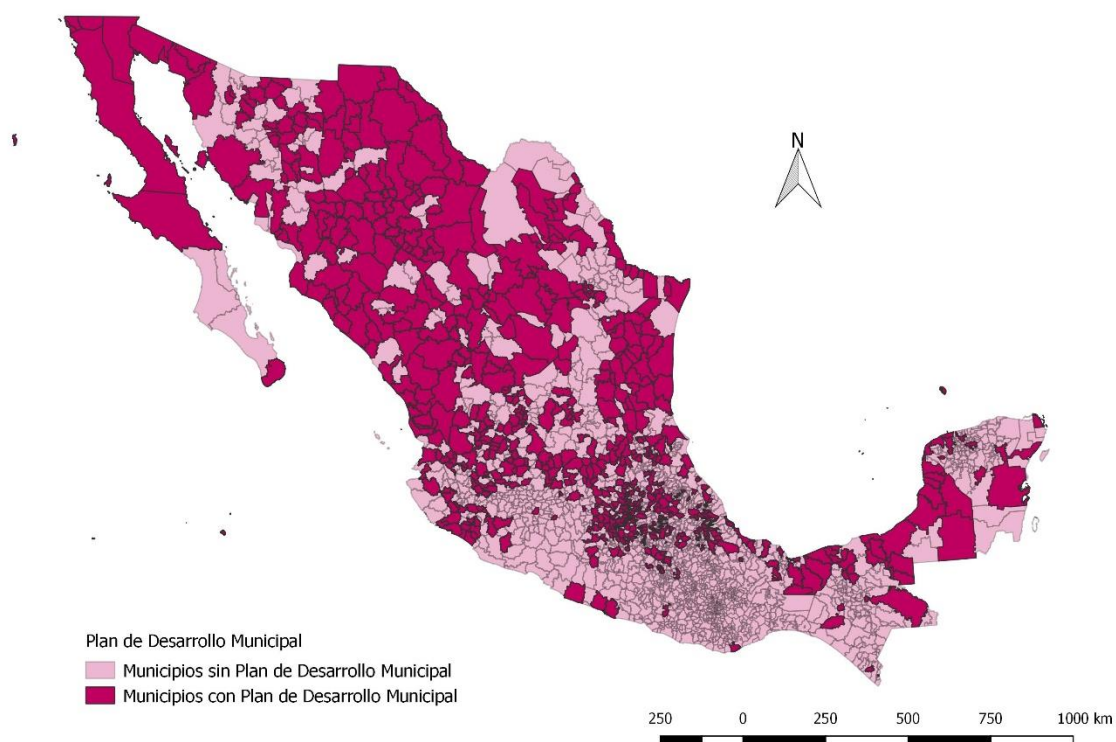 N
Plan de Desarrollo Municipal
Municipios sin Plan de Desarrollo Municipal
Municipios con Plan de Desarrollo Municipal
250 0 250 500 750 1000 km